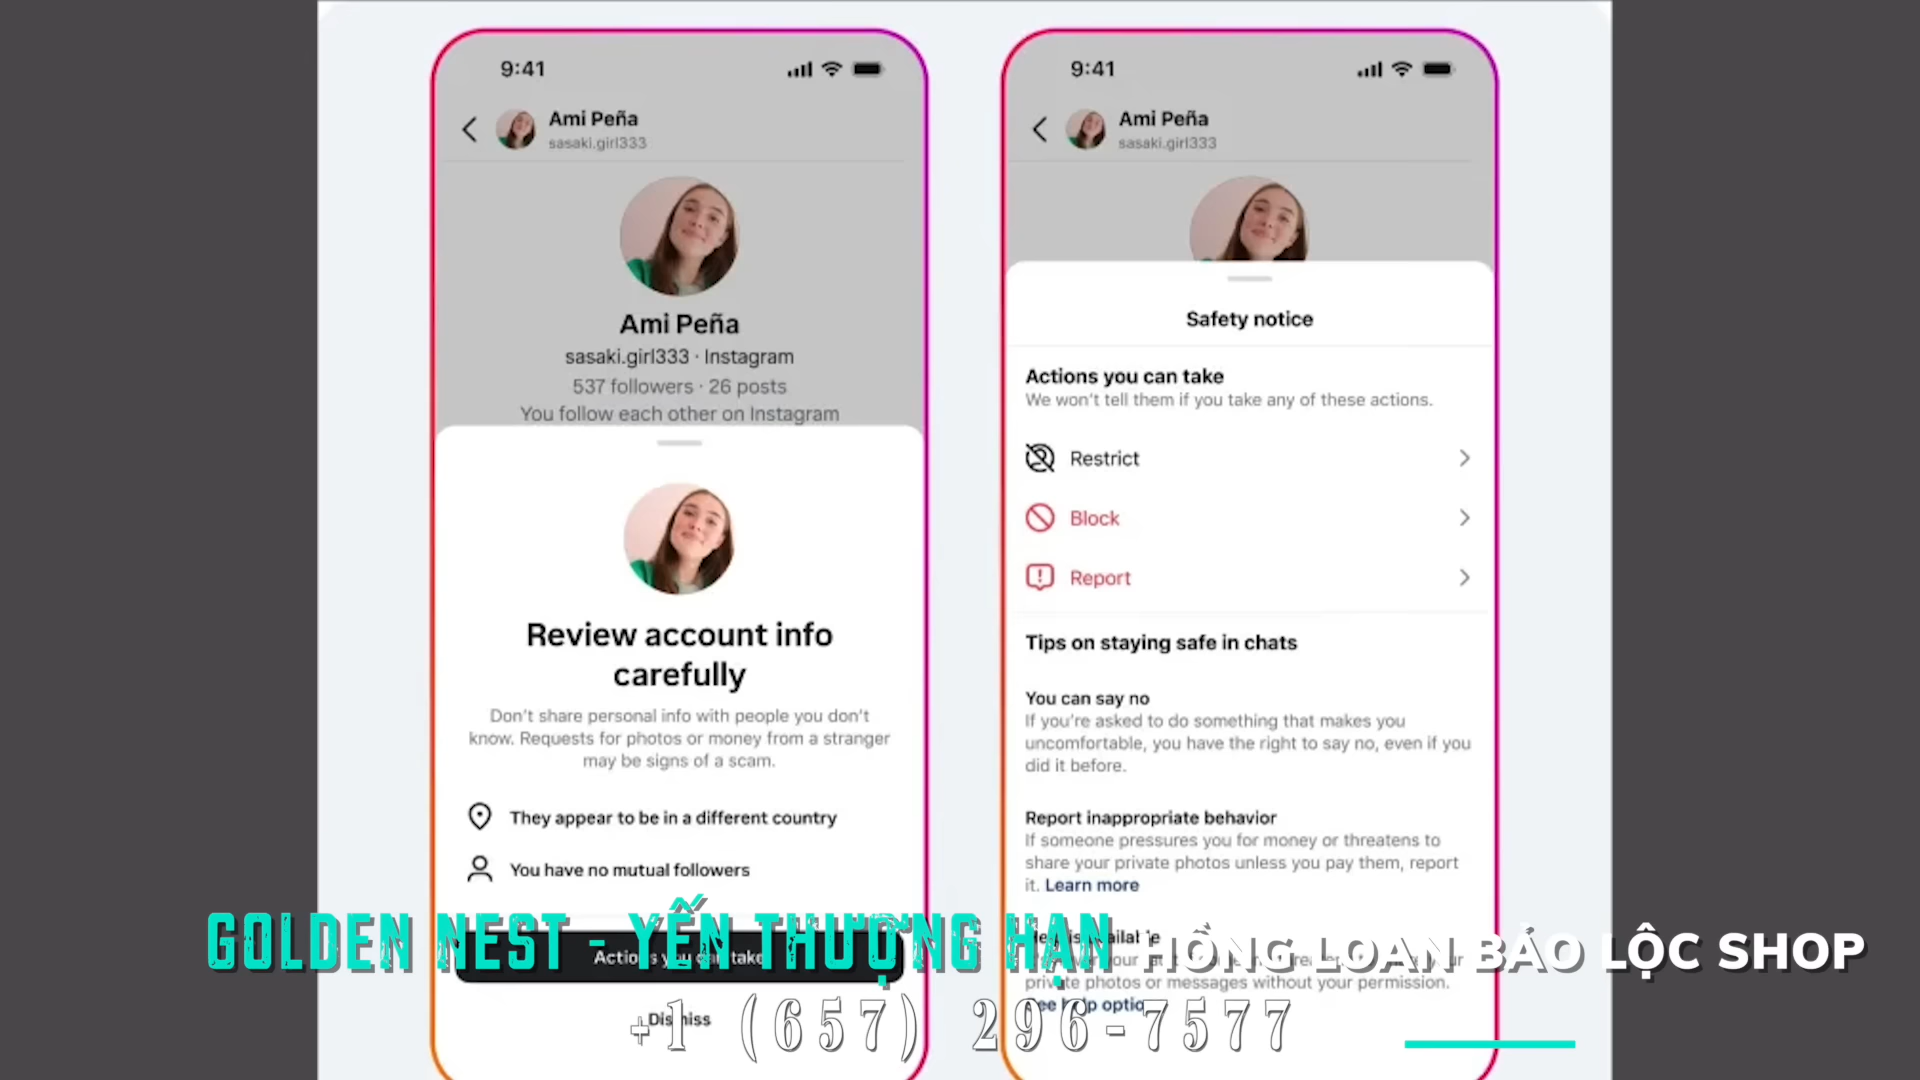 9:41
Ami Peña
sasaki.girl333
Ami Peña
sasaki.girl333 · Instagram
537 followers · 26 posts
You follow each other on Instagram
Review account info
carefully
Don't share personal info with people you don't
know. Requests for photos or money from a stranger
may be signs of a scam.
They appear to be in a different country
You have no mutual followers
Actions you can take
Dismiss
9:41
Ami Peña
sasaki.girl333
Safety notice
Actions you can take
We won't tell them if you take any of these actions.
Restrict
Block
Report
Tips on staying safe in chats
You can say no
If you're asked to do something that makes you
uncomfortable, you have the right to say no, even if you
did it before.
Report inappropriate behavior
If someone pressures you for money or threatens to
share your private photos unless you pay them, report
it. Learn more
private photos or messages without your permission.
GOLDEN NEST - YẾN THƯỢNG HẠN
HỒNG LOAN BẢO LỘC SHOP
+1 (657) 296-7577